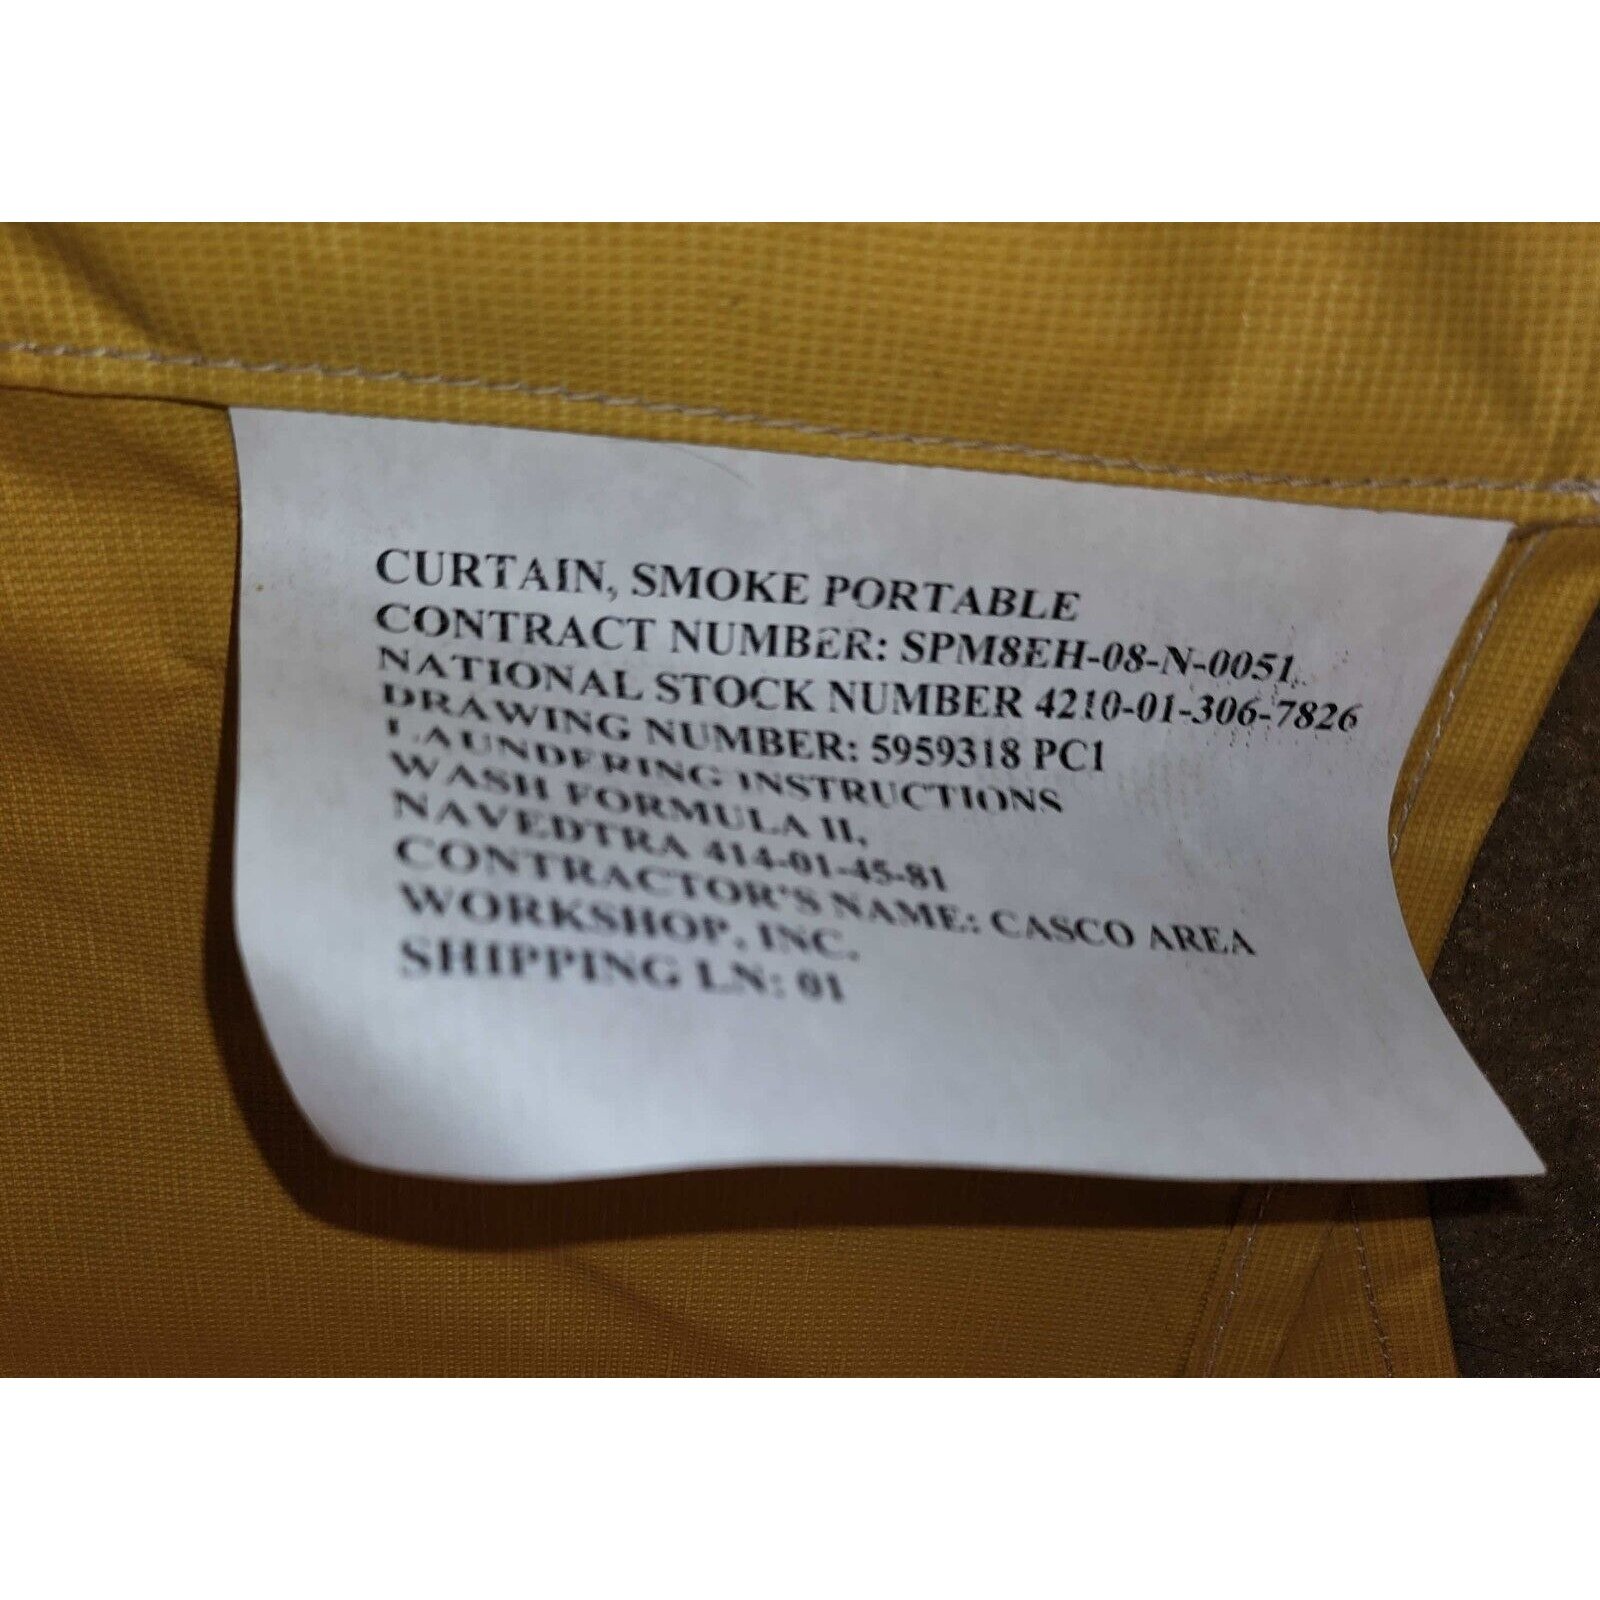 CURTAIN, SMOKE PORTABLE
CONTRACT NUMBER: SPM8EH-08-N-0051
NATIONAL STOCK NUMBER 4210-01-306-7826
DRAWING NUMBER: 5959318 PC1
LAUNDERING INSTRUCTIONS
WASH FORMULA II,
NAVEDTRA 414-01-45-81
CONTRACTOR'S NAME: CASCO AREA
WORKSHOP, INC.
SHIPPING LN: 01